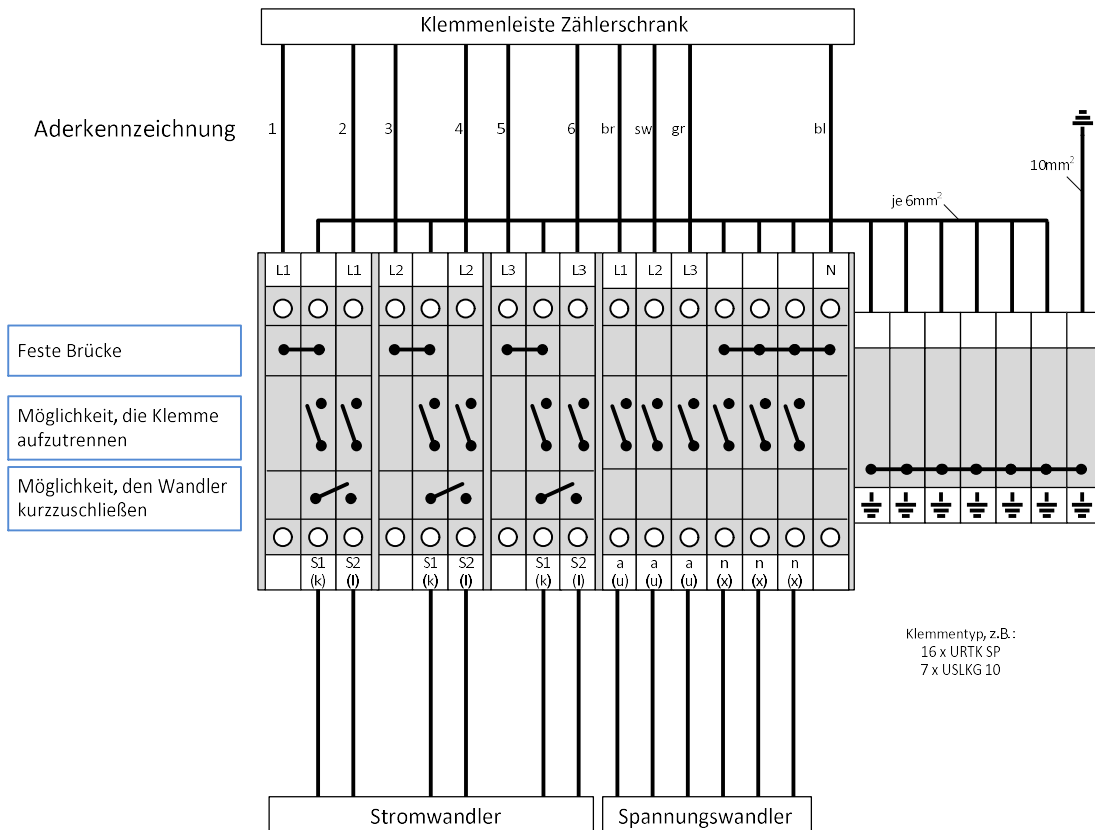 Klemmenleiste Zählerschrank
Aderkennzeichnung 1 2 3 4 5 6 br sw gr bl
10mm²
je 6mm²
L1 L1 L2 L2 L3 L3 L1 L2 L3 N
Feste Brücke
Möglichkeit, die Klemme
aufzutrennen
Möglichkeit, den Wandler
kurzzuschließen
S1 S2 S1 S2 S1 S2 a a a n n n
(k) (l) (k) (l) (k) (l) (u) (u) (u) (x) (x) (x)
Klemmentyp, z.B.:
16 x URTK SP
7 x USLKG 10
Stromwandler Spannungswandler